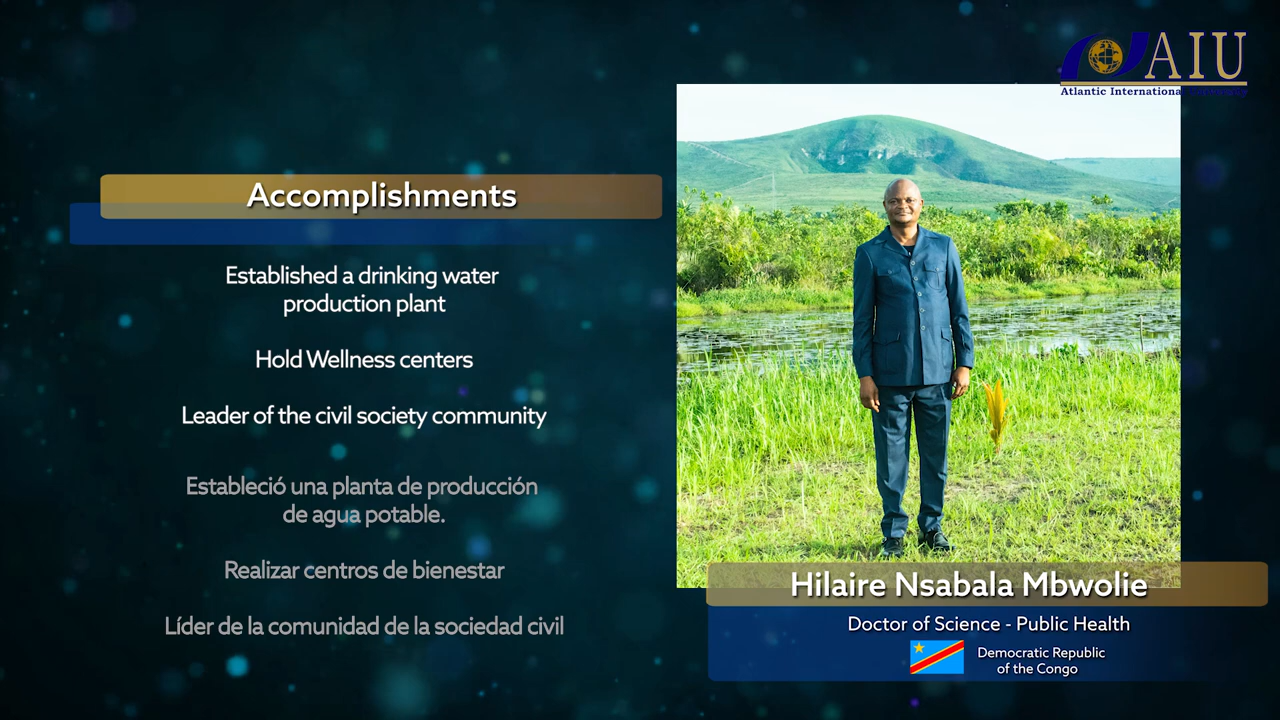 AIU
Atlantic International University
Accomplishments
Established a drinking water
production plant
Hold Wellness centers
Leader of the civil society community
Estableció una planta de producción
de agua potable.
Realizar centros de bienestar
Líder de la comunidad de la sociedad civil
Hilaire Nsabala Mbwolie
Doctor of Science - Public Health
Democratic Republic
of the Congo